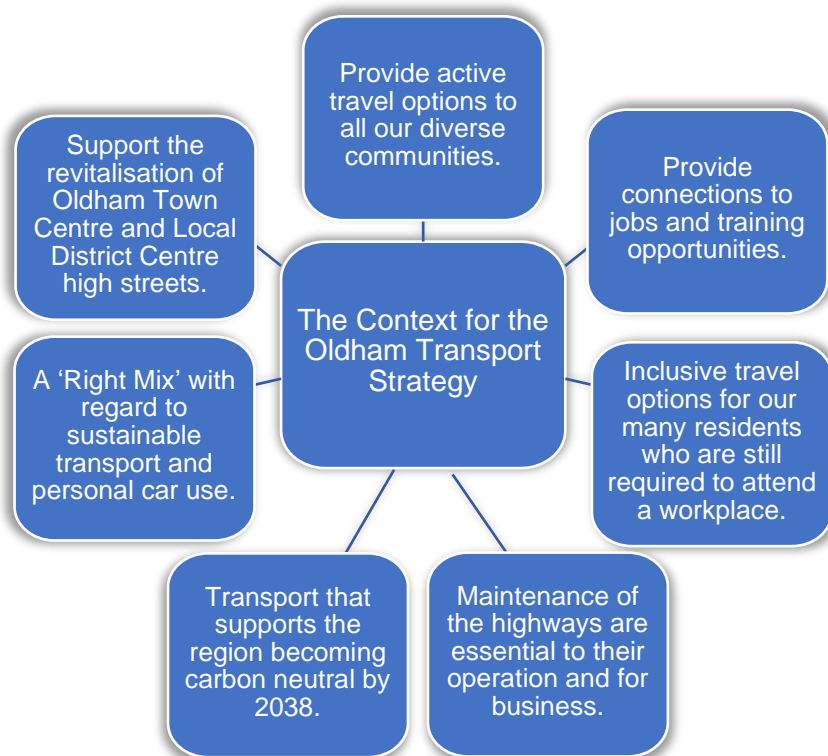 Provide active
travel options to
all our diverse
communities.
Support the
revitalisation of
Oldham Town
Centre and Local
District Centre
high streets.
Provide
connections to
jobs and training
opportunities.
The Context for the
Oldham Transport
Strategy
A ‘Right Mix’ with
regard to
sustainable
transport and
personal car use.
Inclusive travel
options for our
many residents
who are still
required to attend
a workplace.
Transport that
supports the
region becoming
carbon neutral by
2038.
Maintenance of
the highways are
essential to their
operation and for
business.